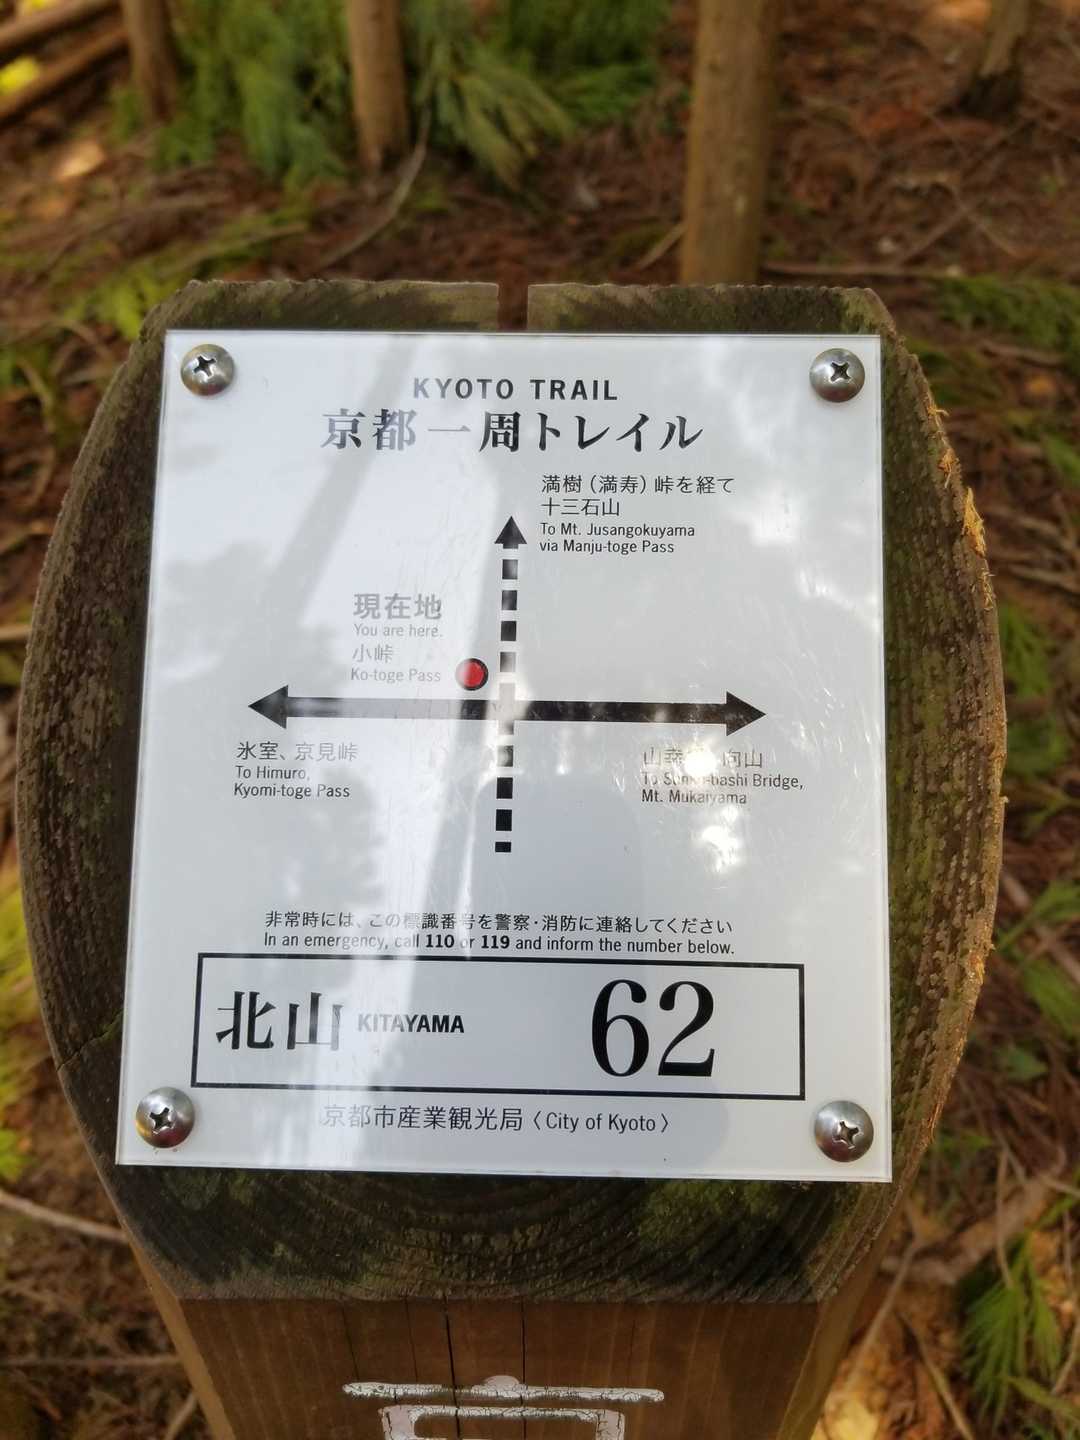 KYOTO TRAIL
京都一周トレイル
満樹（満寿）峠を経て
十三石山
To Mt. Jusangokuyama
via Manju-toge Pass
現在地
You are here.
小峠
Ko-toge Pass
氷室、京見峠
To Himuro,
Kyomi-toge Pass
向山
To Bridge,
Mt. Mukaiyama
非常時には、この標識番号を警察・消防に連絡してください
In an emergency, call 110 or 119 and inform the number below.
北山 KITAYAMA 62
京都市産業観光局〈City of Kyoto〉